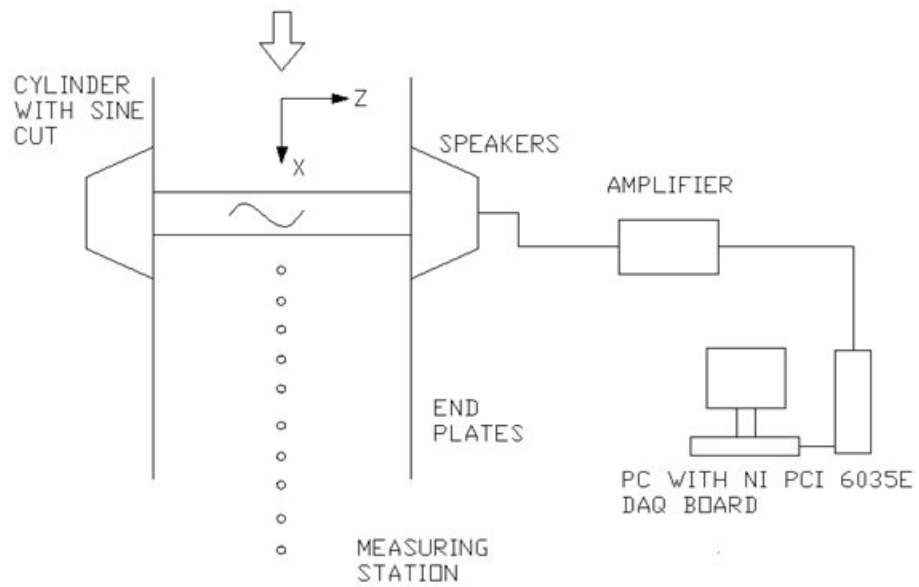 CYLINDER
WITH SINE
CUT
Z
X
SPEAKERS
AMPLIFIER
END
PLATES
PC WITH NI PCI 6035E
DAQ BOARD
MEASURING
STATION